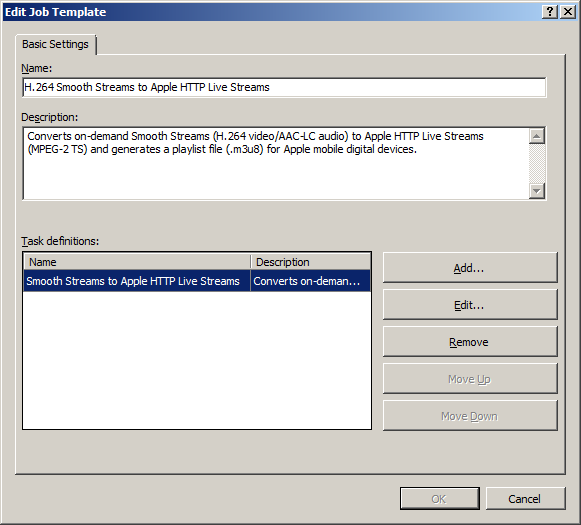 Edit Job Template
Basic Settings
Name:
H.264 Smooth Streams to Apple HTTP Live Streams
Description:
Converts on-demand Smooth Streams (H.264 video/AAC-LC audio) to Apple HTTP Live Streams
(MPEG-2 TS) and generates a playlist file (.m3u8) for Apple mobile digital devices.
Task definitions:
Name Description
Smooth Streams to Apple HTTP Live Streams Converts on-deman...
Add...
Edit...
Remove
Move Up
Move Down
OK Cancel